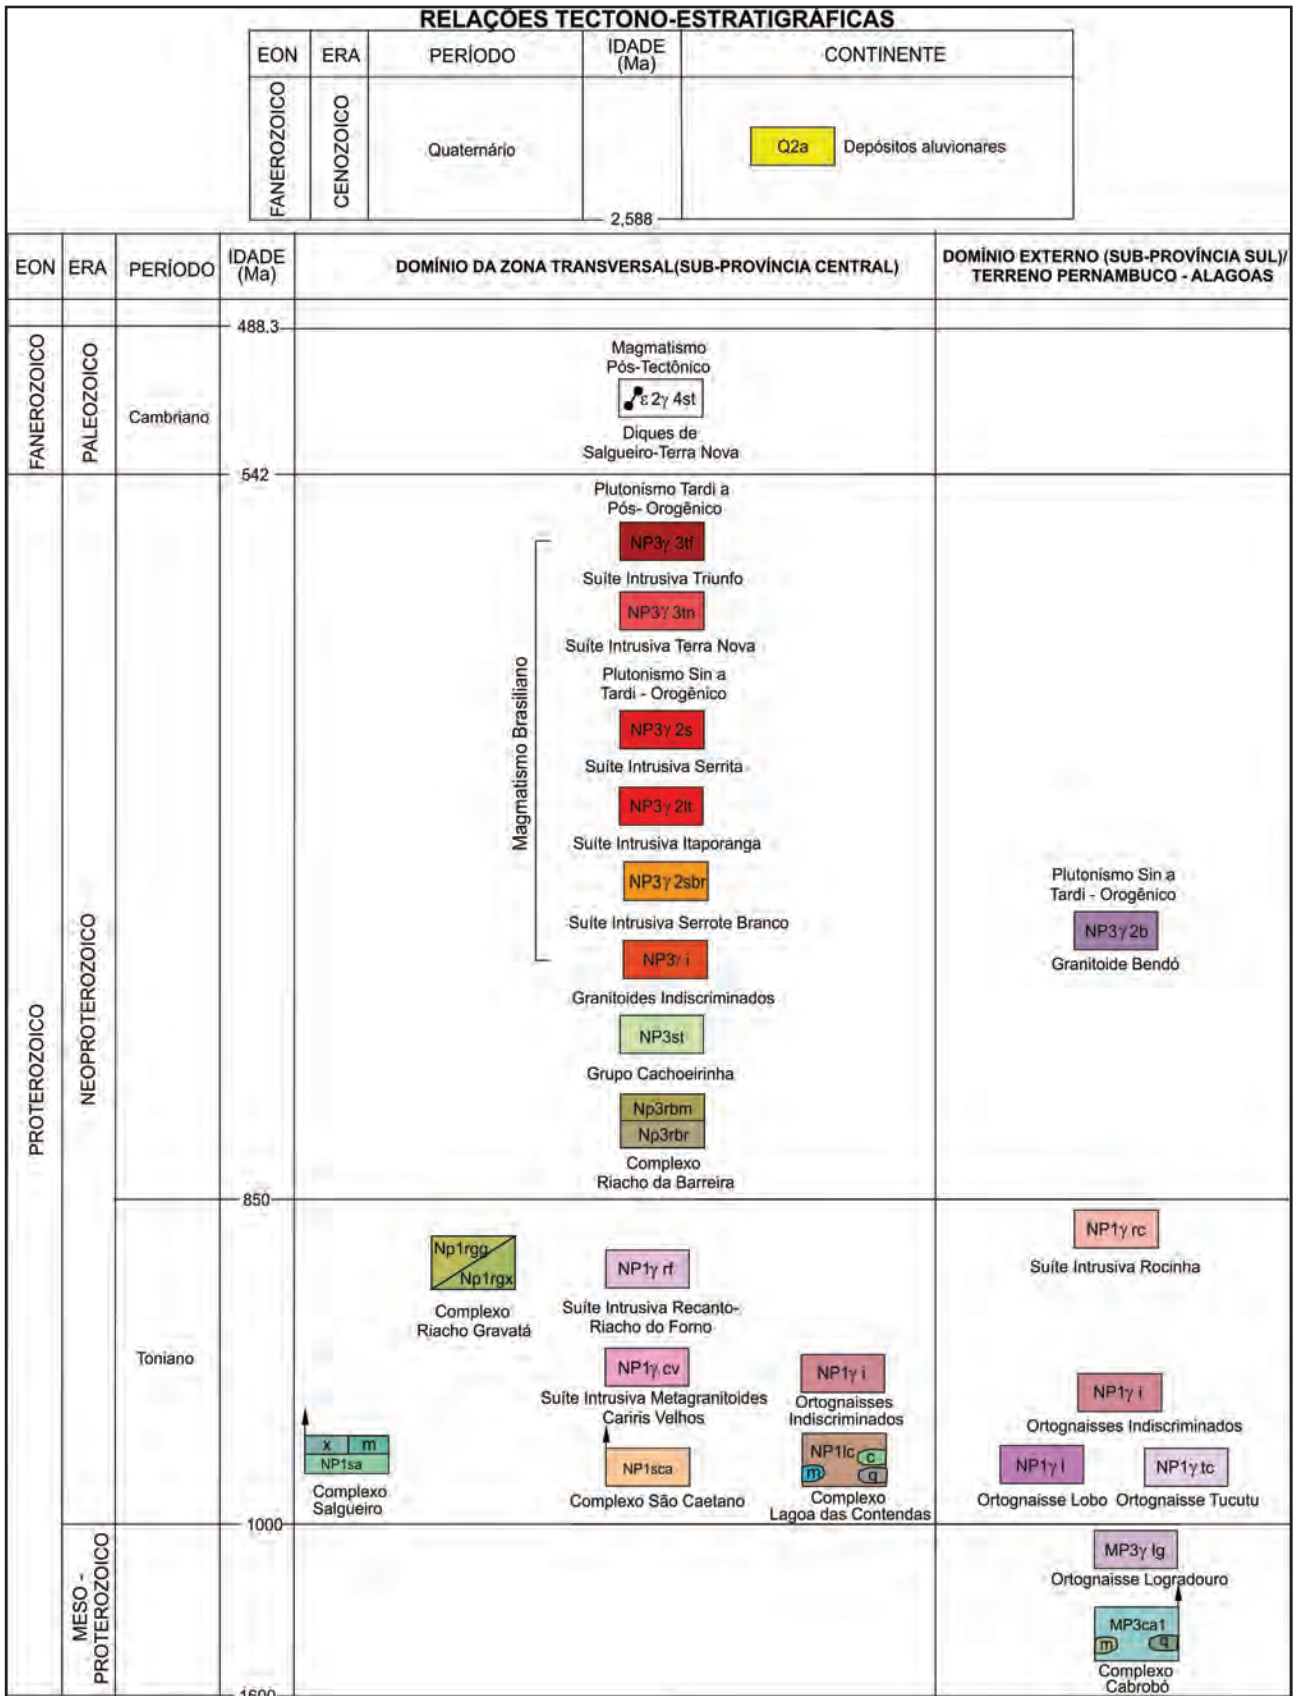 RELAÇÕES TECTONO-ESTRATIGRÁFICAS
EON
ERA
PERÍODO
IDADE
(Ma)
CONTINENTE
FANEROZOICO
CENOZOICO
Quaternário
Q2a
Depósitos aluvionares
2,588
EON
ERA
PERÍODO
IDADE
(Ma)
DOMÍNIO DA ZONA TRANSVERSAL(SUB-PROVÍNCIA CENTRAL)
DOMÍNIO EXTERNO (SUB-PROVÍNCIA SUL)/
TERRENO PERNAMBUCO - ALAGOAS
488.3
FANEROZOICO
PALEOZOICO
Cambriano
Magmatismo
Pós-Tectônico
ε 2γ 4st
Diques de
Salgueiro-Terra Nova
542
PROTEROZOICO
NEOPROTEROZOICO
Magmatismo Brasiliano
Plutonismo Tardi a
Pós- Orogênico
NP3γ 3tf
Suíte Intrusiva Triunfo
NP3γ 3tn
Suíte Intrusiva Terra Nova
Plutonismo Sin a
Tardi - Orogênico
NP3γ 2s
Suíte Intrusiva Serrita
NP3γ 2It
Suíte Intrusiva Itaporanga
NP3γ 2sbr
Suíte Intrusiva Serrote Branco
NP3γ i
Granitoides Indiscriminados
Plutonismo Sin a
Tardi - Orogênico
NP3γ 2b
Granitoide Bendó
NP3st
Grupo Cachoeirinha
Np3rbm
Np3rbr
Complexo
Riacho da Barreira
850
Toniano
Np1rgg
Np1rgx
Complexo
Riacho Gravatá
NP1γ rf
Suíte Intrusiva Recanto-
Riacho do Forno
NP1γ rc
Suíte Intrusiva Rocinha
NP1γ cv
Suíte Intrusiva Metagranitoides
Cariris Velhos
NP1γ i
Ortognaisses
Indiscriminados
NP1γ i
Ortognaisses Indiscriminados
x
m
NP1sa
Complexo
Salgueiro
NP1sca
Complexo São Caetano
NP1lc
c
m
q
Complexo
Lagoa das Contendas
NP1γ l
Ortognaisse Lobo
NP1γ tc
Ortognaisse Tucutu
1000
MESO -
PROTEROZOICO
MP3γ lg
Ortognaisse Logradouro
MP3ca1
m
q
Complexo
Cabrobó
1600